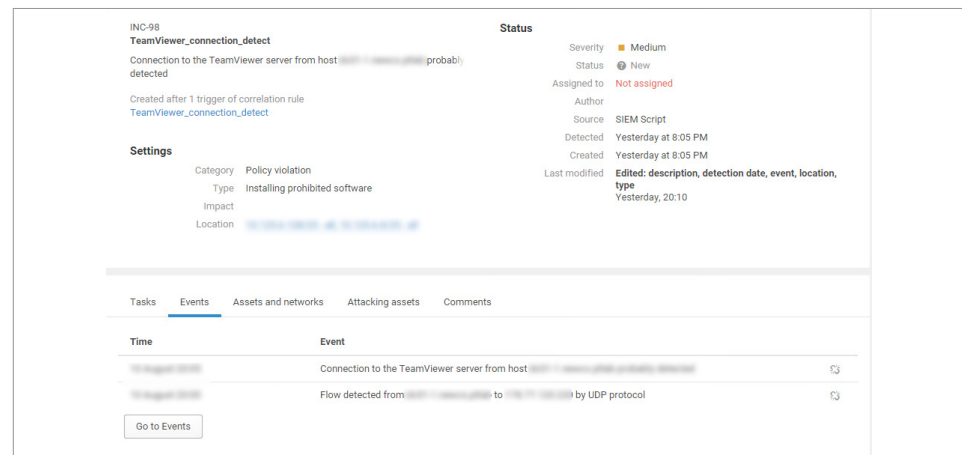 INC-98
TeamViewer_connection_detect
Connection to the TeamViewer server from host probably
detected
Created after 1 trigger of correlation rule
TeamViewer_connection_detect
Settings
Category Policy violation
Type Installing prohibited software
Impact
Location
Status
Severity Medium
Status New
Assigned to Not assigned
Author
Source SIEM Script
Detected Yesterday at 8:05 PM
Created Yesterday at 8:05 PM
Last modified Edited: description, detection date, event, location,
type
Yesterday, 20:10
Tasks Events Assets and networks Attacking assets Comments
Time Event
Connection to the TeamViewer server from host
Flow detected from to by UDP protocol
Go to Events